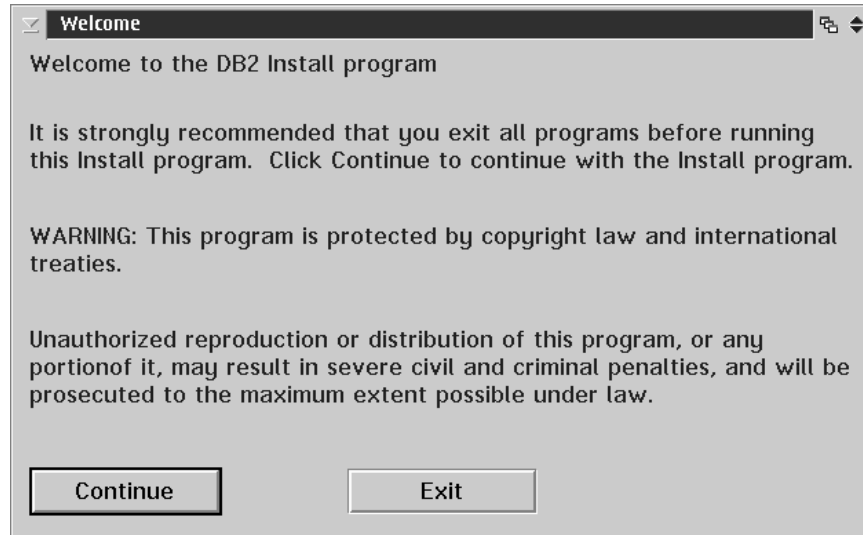 Welcome
Welcome to the DB2 Install program
It is strongly recommended that you exit all programs before running
this Install program.  Click Continue to continue with the Install program.
WARNING: This program is protected by copyright law and international
treaties.
Unauthorized reproduction or distribution of this program, or any
portionof it, may result in severe civil and criminal penalties, and will be
prosecuted to the maximum extent possible under law.
Continue
Exit